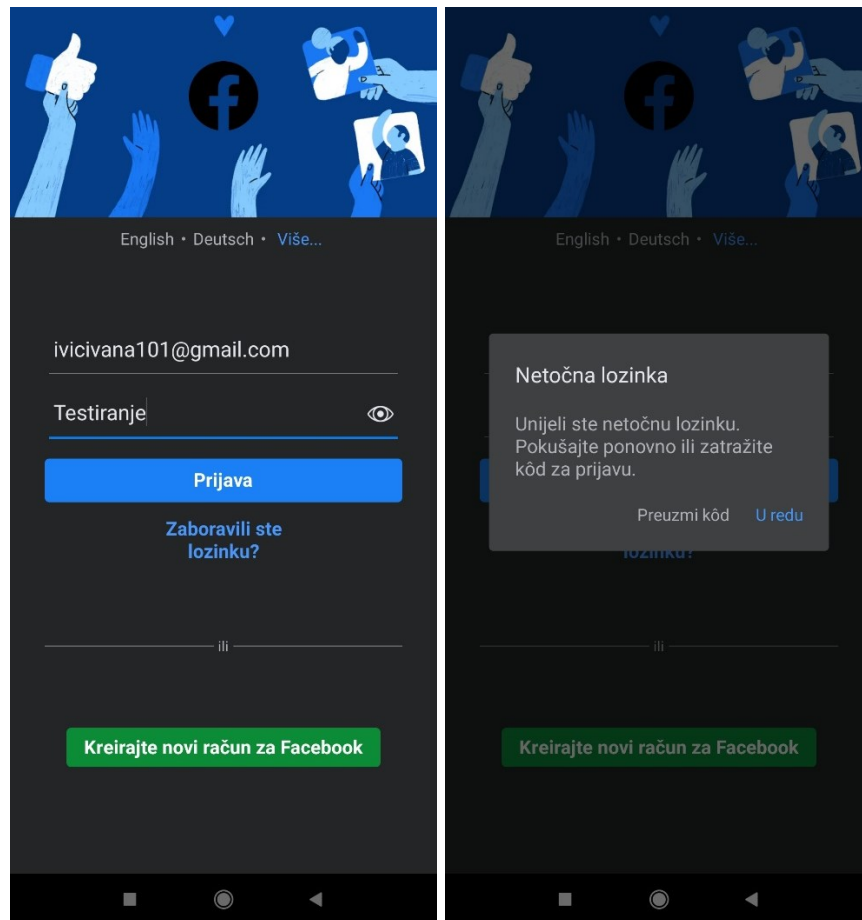 English • Deutsch • Više...
ivicivana101@gmail.com
Testiranje
Prijava
Zaboravili ste
lozinku?
ili
Kreirajte novi račun za Facebook
English • Deutsch • Više...
Netočna lozinka
Unijeli ste netočnu lozinku.
Pokušajte ponovno ili zatražite
kôd za prijavu.
Preuzmi kôd U redu
lozinku?
ili
Kreirajte novi račun za Facebook